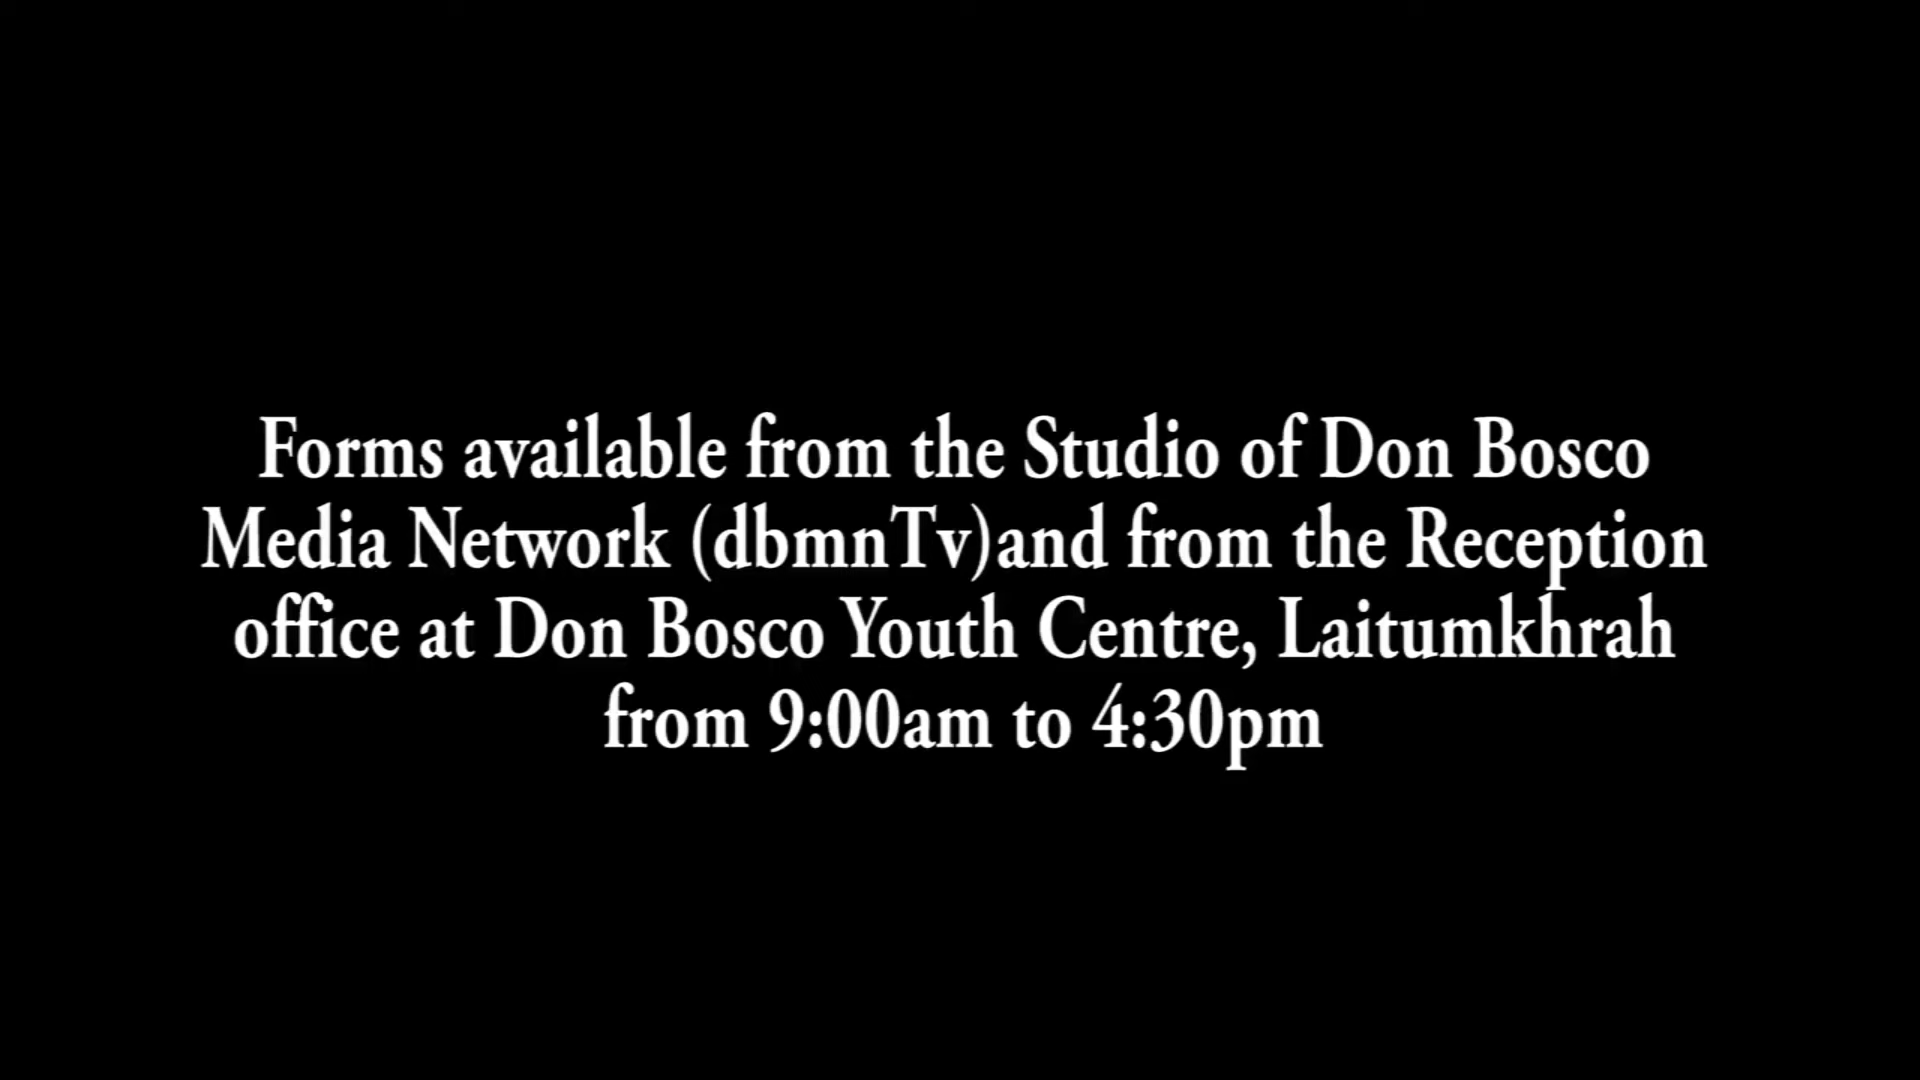 Forms available from the Studio of Don Bosco
Media Network (dbmnTv)and from the Reception
office at Don Bosco Youth Centre, Laitumkhrah
from 9:00am to 4:30pm